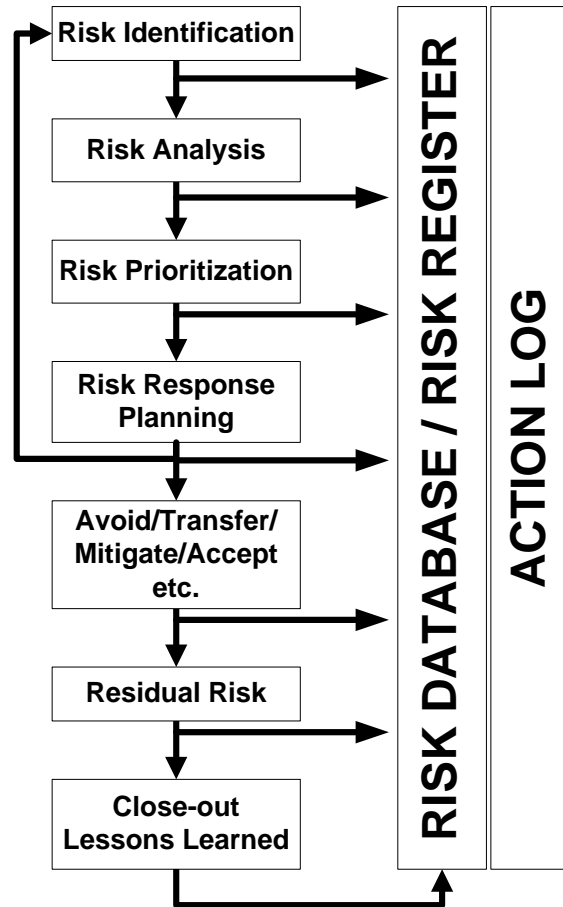 Risk Identification
Risk Analysis
Risk Prioritization
Risk Response
Planning
Avoid/Transfer/
Mitigate/Accept
etc.
Residual Risk
Close-out
Lessons Learned
RISK DATABASE / RISK REGISTER
ACTION LOG